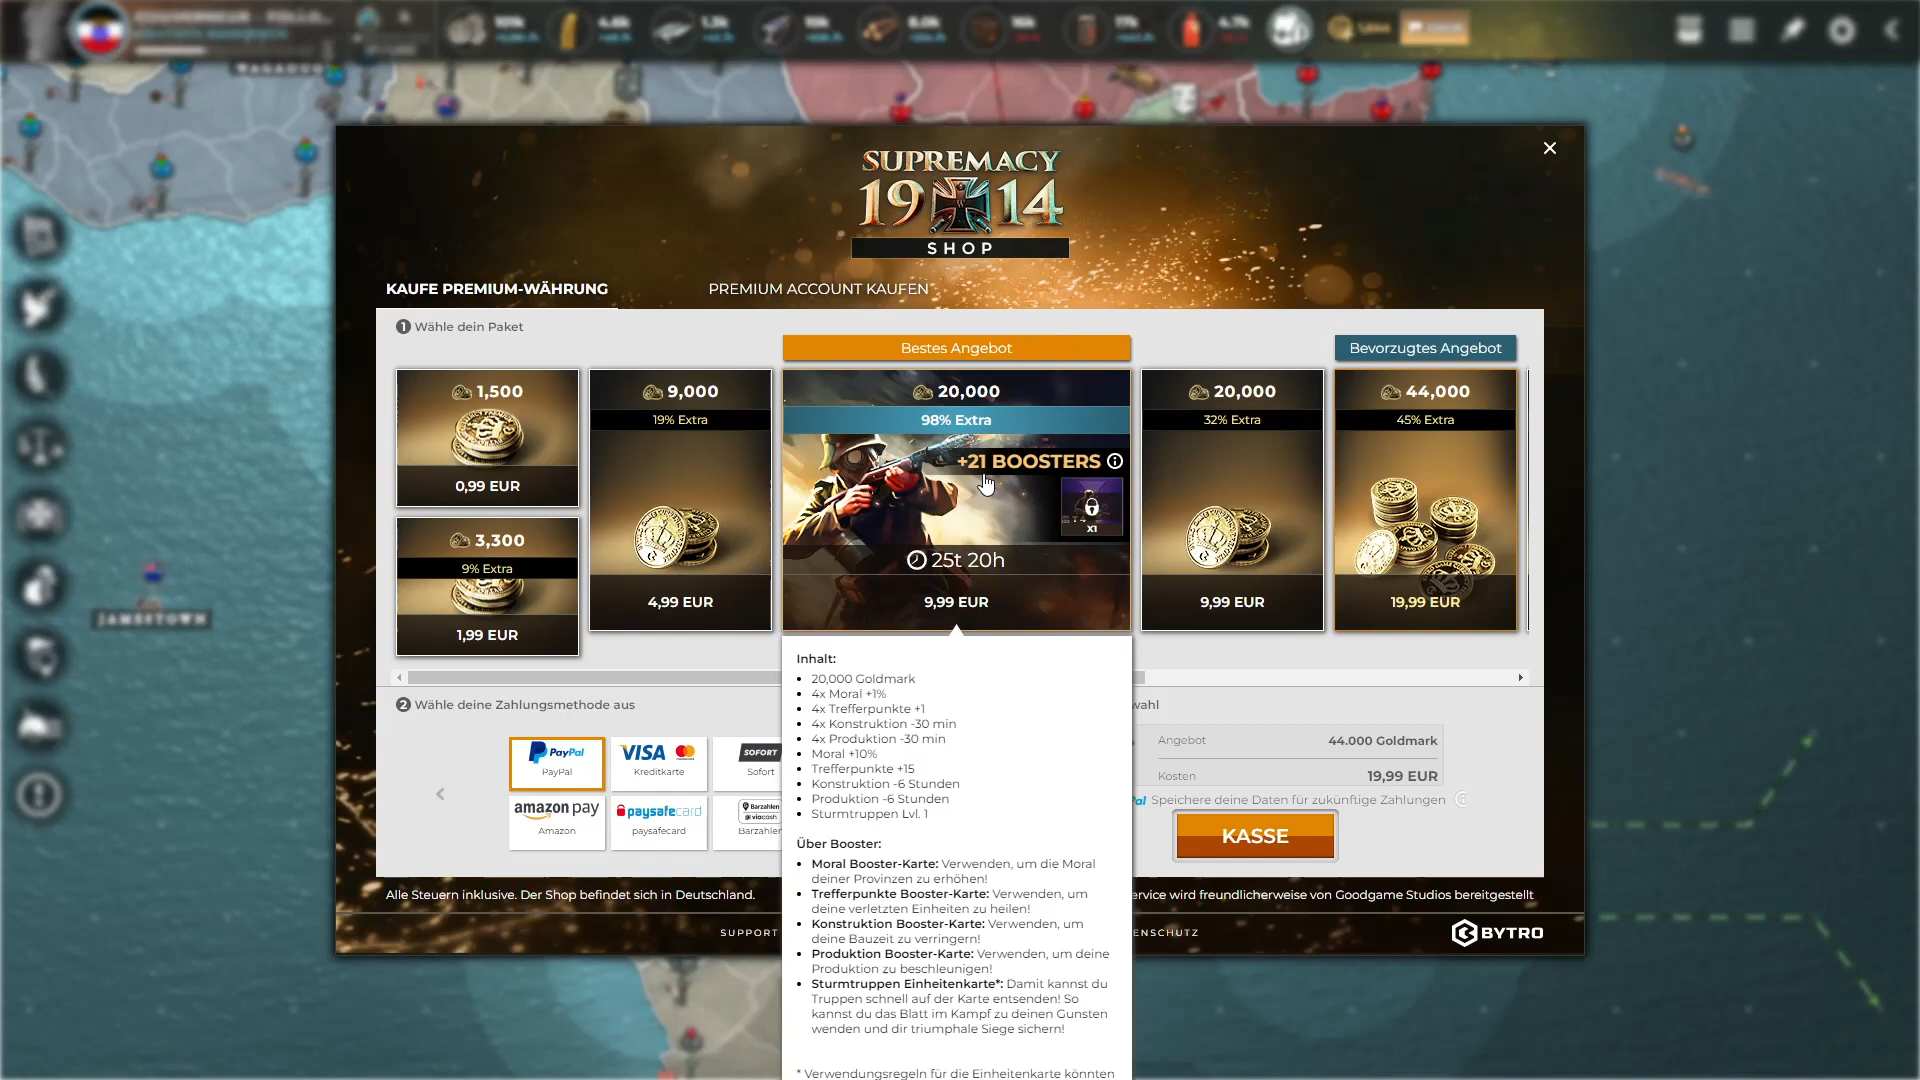 WAGADUGU
SUPREMACY
1914
SHOP
KAUFE PREMIUM-WÄHRUNG
PREMIUM ACCOUNT KAUFEN
1 Wähle dein Paket
Bestes Angebot
Bevorzugtes Angebot
1,500
0,99 EUR
3,300
9% Extra
1,99 EUR
9,000
19% Extra
4,99 EUR
20,000
98% Extra
+21 BOOSTERS
X1
25t 20h
9,99 EUR
20,000
32% Extra
9,99 EUR
44,000
45% Extra
19,99 EUR
JAMESTOWN
2 Wähle deine Zahlungsmethode aus
PayPal
PayPal
VISA
Kreditkarte
SOFORT
Sofort
amazon pay
Amazon
paysafecard
paysafecard
Barzahlen
viacash
Barzahlen
Inhalt:
20,000 Goldmark
4x Moral +1%
4x Trefferpunkte +1
4x Konstruktion -30 min
4x Produktion -30 min
Moral +10%
Trefferpunkte +15
Konstruktion -6 Stunden
Produktion -6 Stunden
Sturmtruppen Lvl. 1
Über Booster:
Moral Booster-Karte: Verwenden, um die Moral
deiner Provinzen zu erhöhen!
Trefferpunkte Booster-Karte: Verwenden, um
deine verletzten Einheiten zu heilen!
Konstruktion Booster-Karte: Verwenden, um
deine Bauzeit zu verringern!
Produktion Booster-Karte: Verwenden, um deine
Produktion zu beschleunigen!
Sturmtruppen Einheitenkarte*: Damit kannst du
Truppen schnell auf der Karte entsenden! So
kannst du das Blatt im Kampf zu deinen Gunsten
wenden und dir triumphale Siege sichern!
* Verwendungsregeln für die Einheitenkarte könnten
wahl
Angebot 44.000 Goldmark
Kosten 19,99 EUR
Pal Speichere deine Daten für zukünftige Zahlungen
KASSE
Alle Steuern inklusive. Der Shop befindet sich in Deutschland.
ervice wird freundlicherweise von Goodgame Studios bereitgestellt
SUPPORT
ENSCHUTZ
BYTRO